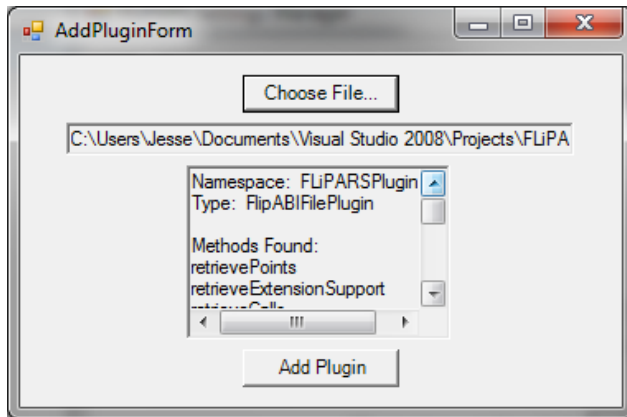 AddPluginForm
Choose File...
C:\Users\Jesse\Documents\Visual Studio 2008\Projects\FLiPA
Namespace: FLiPARSPlugin
Type: FlipABIFilePlugin
Methods Found:
retrievePoints
retrieveExtensionSupport
Add Plugin